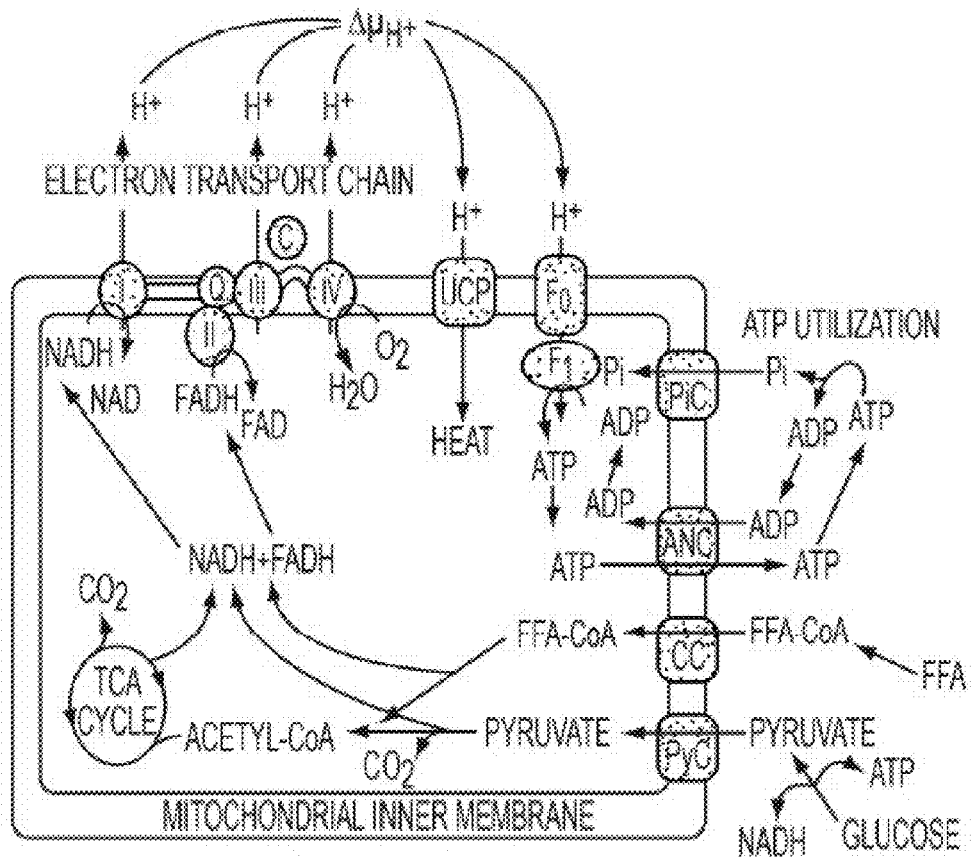 ΔμH+
H+ H+ H+
ELECTRON TRANSPORT CHAIN
H+ H+
C
I Q III IV UCP F0
II
F1
NADH
NAD
FADH
FAD
H2O
O2
HEAT
ATP
ATP UTILIZATION
Pi PiC Pi
ADP
ADP
ADP
ATP
ADP
ANC
ATP
ATP
NADH+FADH
CO2
TCA
CYCLE
FFA-CoA CC FFA-CoA
FFA
ACETYL-CoA
CO2
PYRUVATE PyC PYRUVATE
ATP
NADH
GLUCOSE
MITOCHONDRIAL INNER MEMBRANE